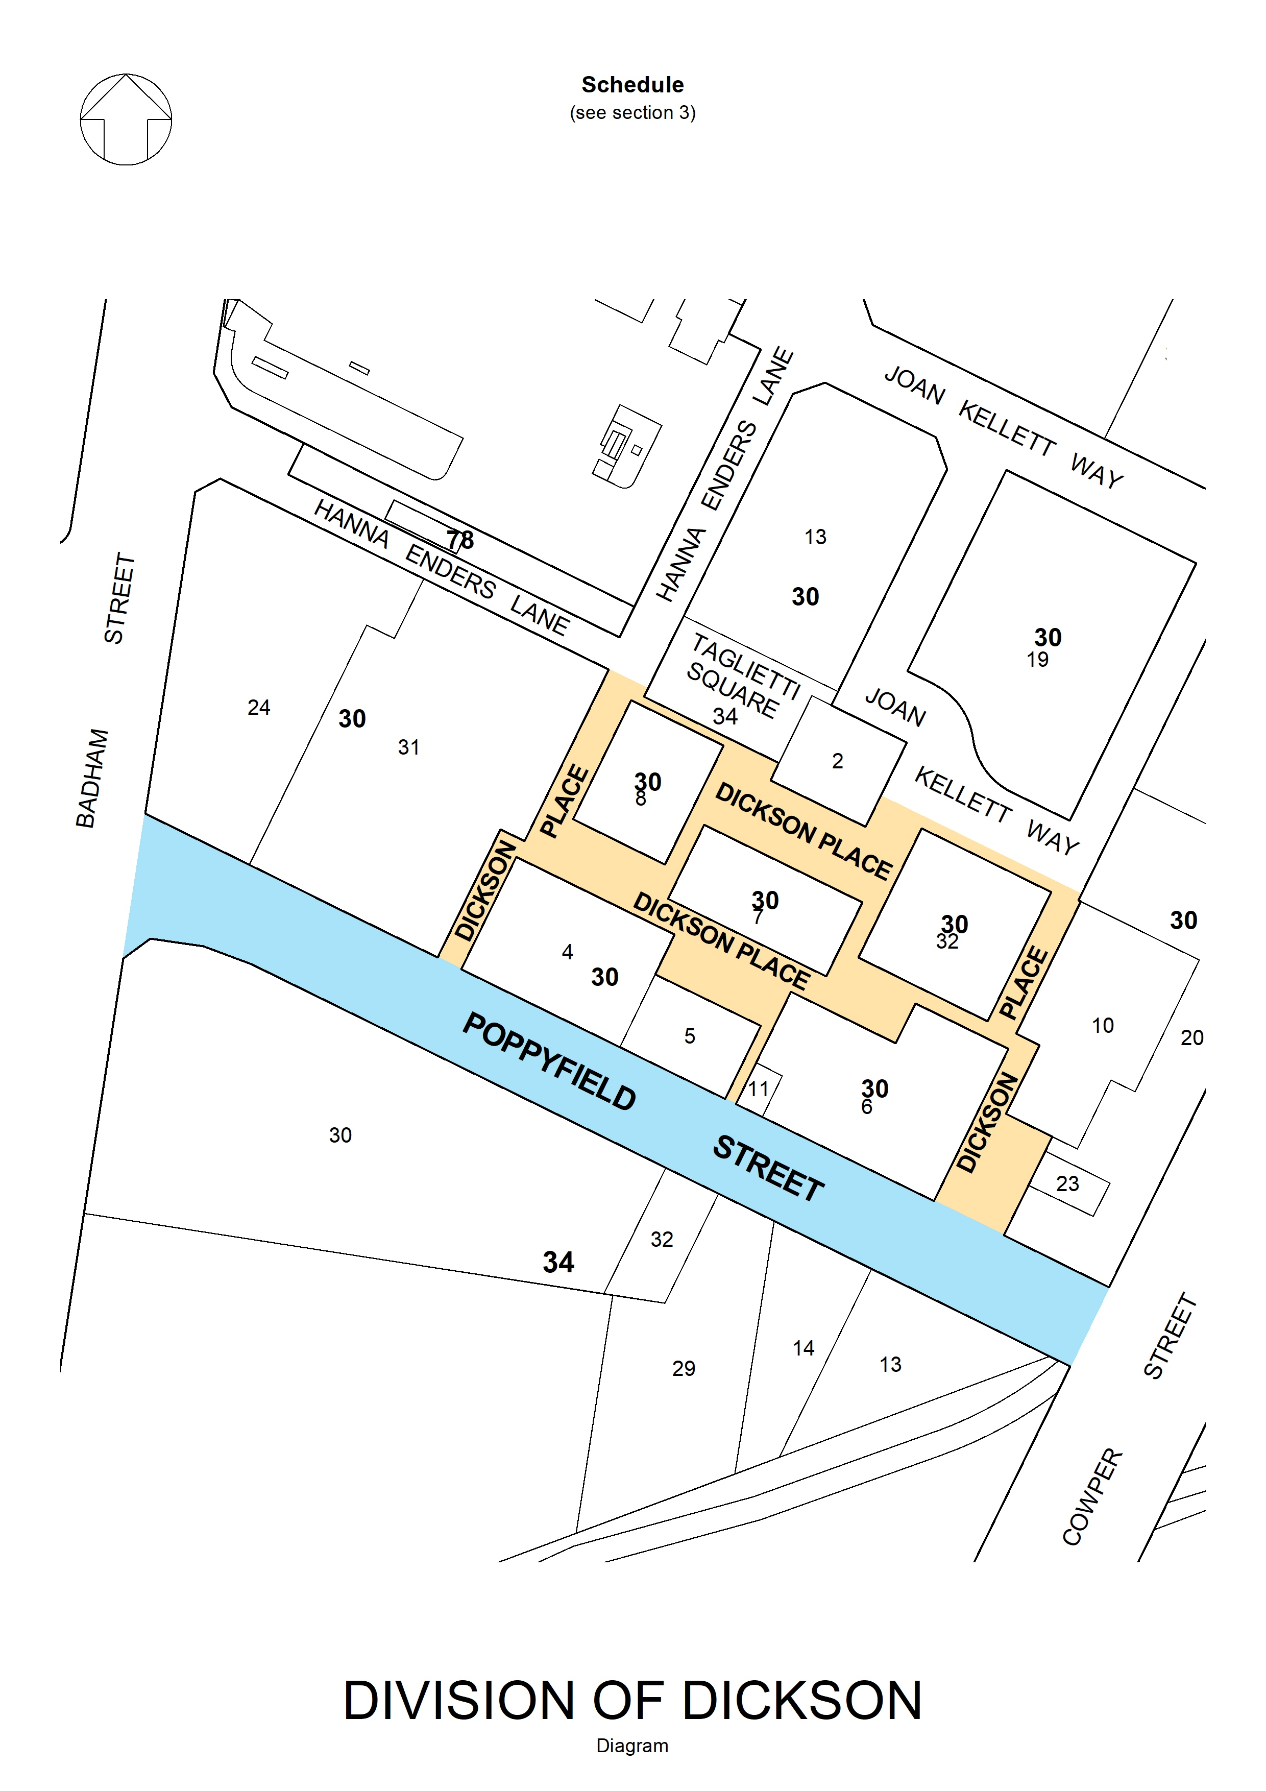 Schedule
(see section 3)
JOAN KELLETT WAY
HANNA ENDERS LANE
13
30
78
HANNA ENDERS LANE
STREET
BADHAM
30
19
TAGLIETTI
SQUARE
34
JOAN
KELLETT WAY
24
30
31
2
30
8
PLACE
DICKSON
DICKSON PLACE
30
7
DICKSON PLACE
30
32
PLACE
DICKSON
30
4
30
5
10
20
11
30
6
POPPYFIELD
STREET
30
23
32
34
29
14
13
STREET
COWPER
DIVISION OF DICKSON
Diagram